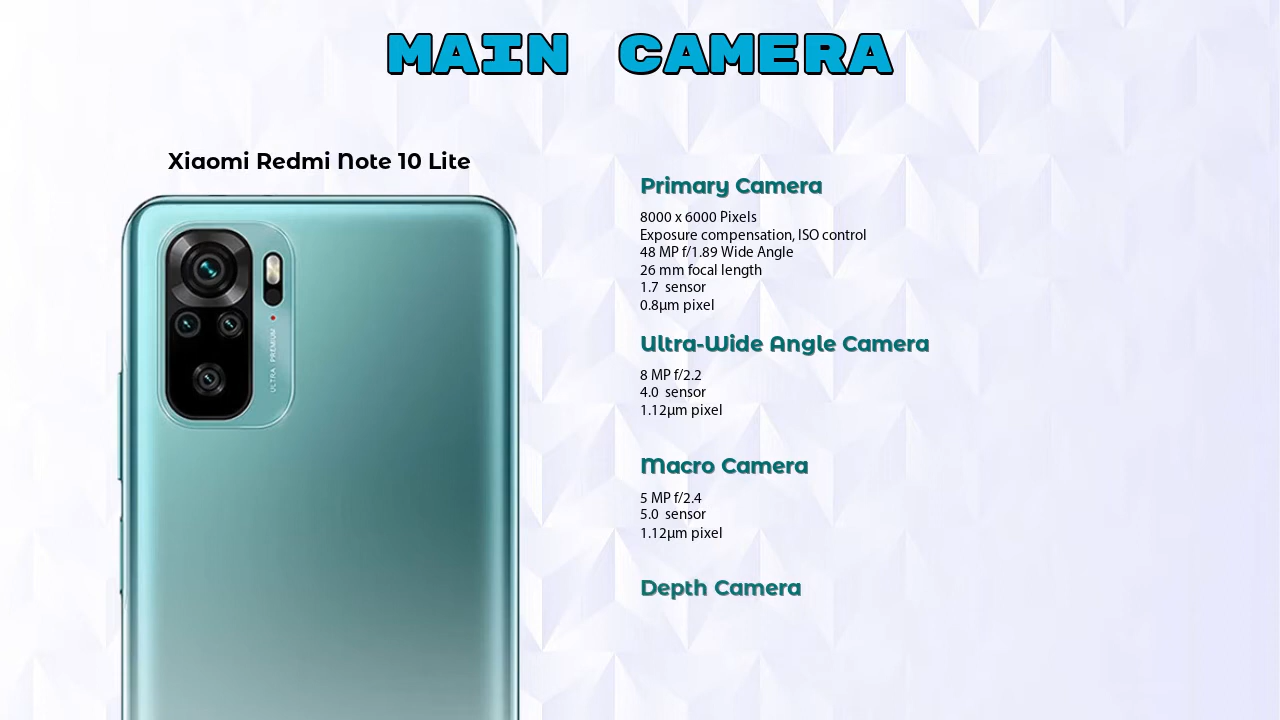 MAIN CAMERA
Xiaomi Redmi Note 10 Lite
Primary Camera
8000 x 6000 Pixels
Exposure compensation, ISO control
48 MP f/1.89 Wide Angle
26 mm focal length
1.7 sensor
0.8µm pixel
Ultra-Wide Angle Camera
8 MP f/2.2
4.0 sensor
1.12µm pixel
Macro Camera
5 MP f/2.4
5.0 sensor
1.12µm pixel
Depth Camera
ULTRA PREMIUM